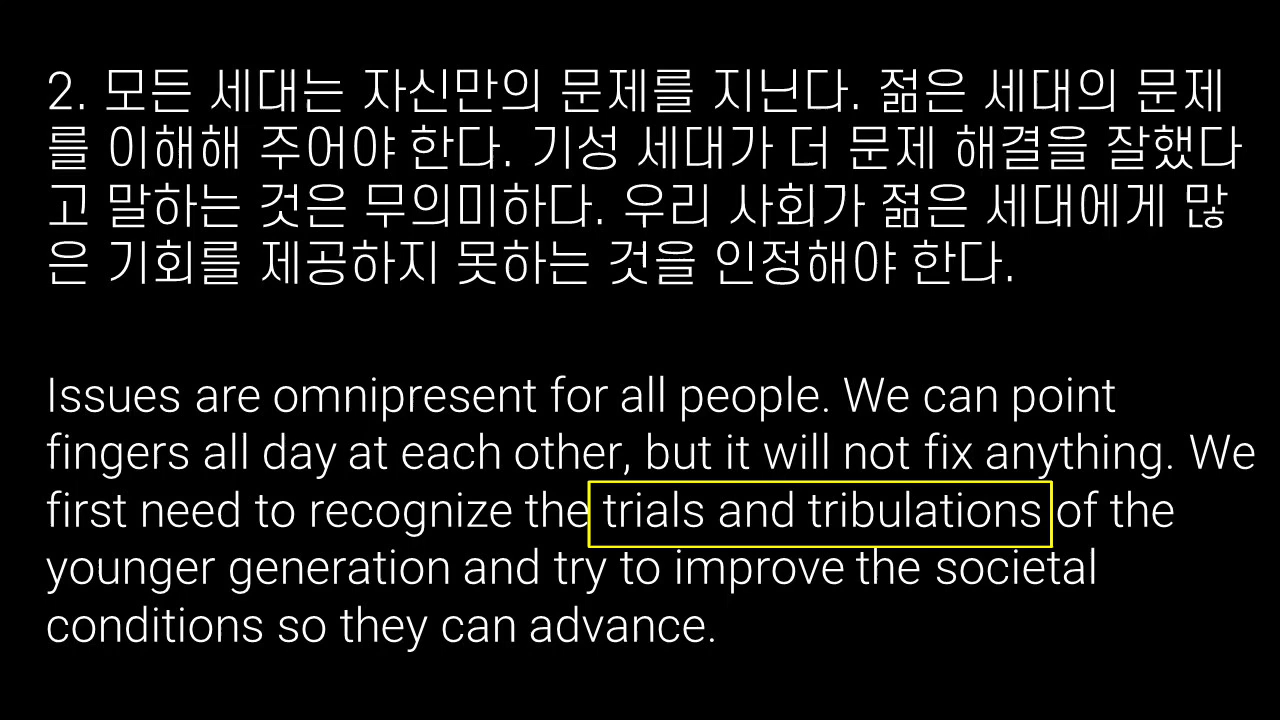 2. 모든 세대는 자신만의 문제를 지닌다. 젊은 세대의 문제
를 이해해 주어야 한다. 기성 세대가 더 문제 해결을 잘했다
고 말하는 것은 무의미하다. 우리 사회가 젊은 세대에게 많
은 기회를 제공하지 못하는 것을 인정해야 한다.
Issues are omnipresent for all people. We can point
fingers all day at each other, but it will not fix anything. We
first need to recognize the trials and tribulations of the
younger generation and try to improve the societal
conditions so they can advance.